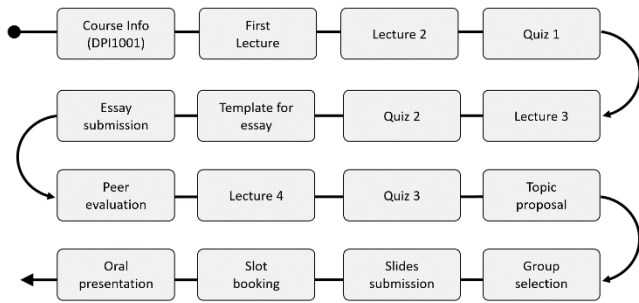 Course Info
(DPI1001)
First
Lecture
Lecture 2
Quiz 1
Lecture 3
Quiz 2
Template for
essay
Essay
submission
Peer
evaluation
Lecture 4
Quiz 3
Topic
proposal
Group
selection
Slides
submission
Slot
booking
Oral
presentation